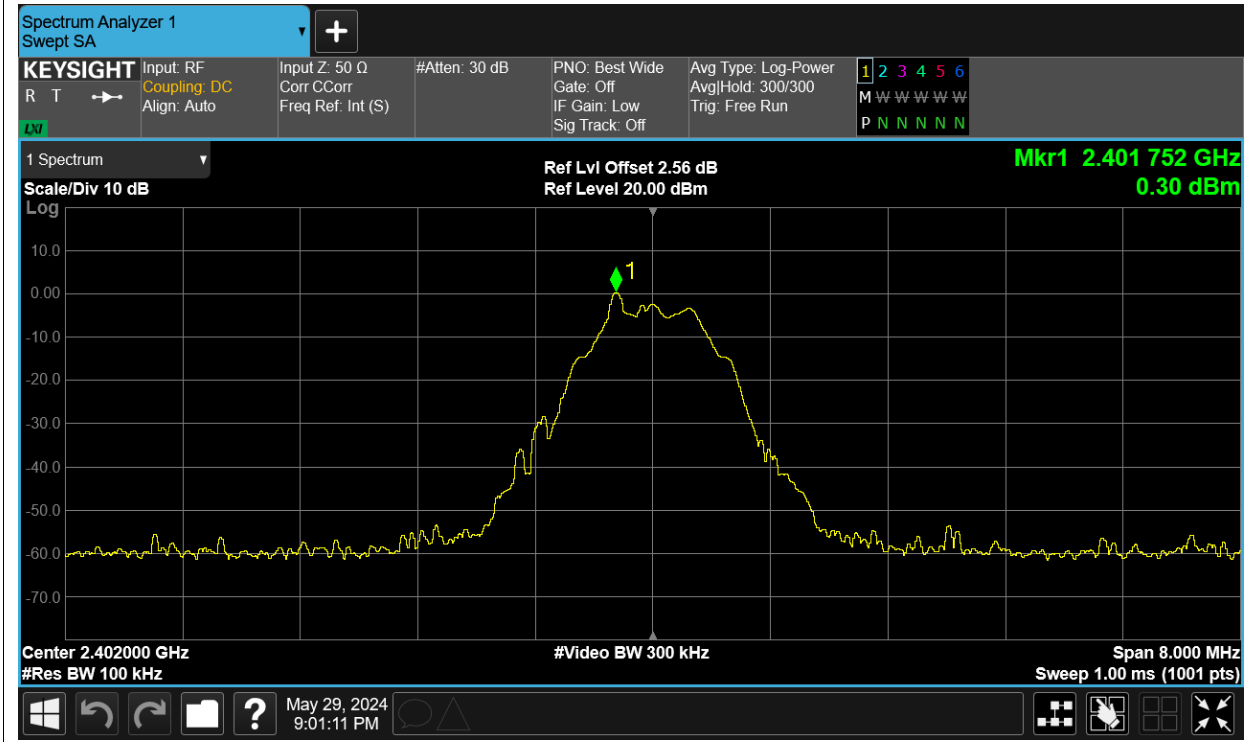 Spectrum Analyzer 1
Swept SA
KEYSIGHT
R T
LXI
Input: RF
Coupling: DC
Align: Auto
Input Z: 50 Ω
Corr CCorr
Freq Ref: Int (S)
#Atten: 30 dB
PNO: Best Wide
Gate: Off
IF Gain: Low
Sig Track: Off
Avg Type: Log-Power
Avg|Hold: 300/300
Trig: Free Run
1 2 3 4 5 6
M W W W W W W
P N N N N N N
1 Spectrum
Scale/Div 10 dB
Log
Ref Lvl Offset 2.56 dB
Ref Level 20.00 dBm
Mkr1 2.401 752 GHz
0.30 dBm
1
10.0
0.00
-10.0
-20.0
-30.0
-40.0
-50.0
-60.0
-70.0
Center 2.402000 GHz
#Res BW 100 kHz
#Video BW 300 kHz
Span 8.000 MHz
Sweep 1.00 ms (1001 pts)
?
May 29, 2024
9:01:11 PM